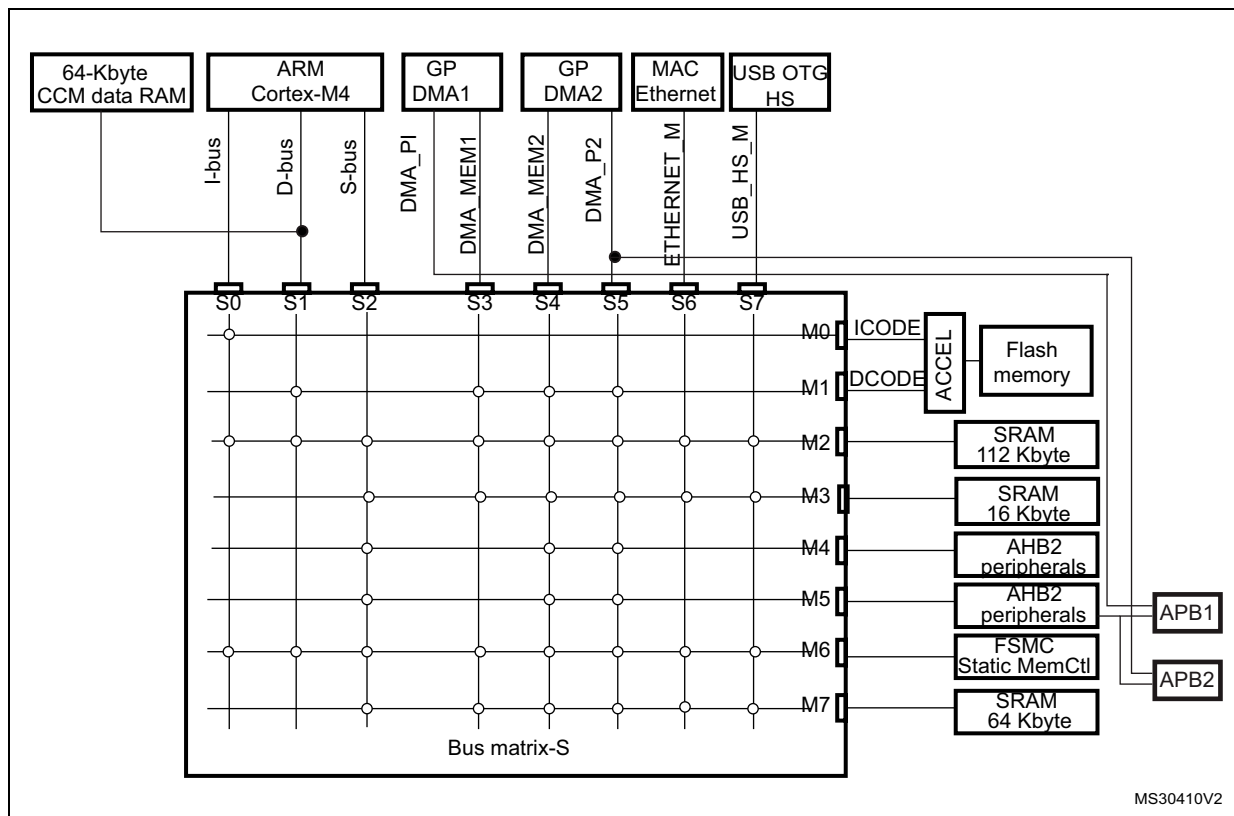 64-Kbyte
CCM data RAM
ARM
Cortex-M4
GP
DMA1
GP
DMA2
MAC
Ethernet
USB OTG
HS
I-bus
D-bus
S-bus
DMA_PI
DMA_MEM1
DMA_MEM2
DMA_P2
ETHERNET_M
USB_HS_M
S0 S1 S2 S3 S4 S5 S6 S7
M0 ICODE
M1 DCODE
ACCEL
Flash
memory
M2
SRAM
112 Kbyte
M3
SRAM
16 Kbyte
M4
AHB2
peripherals
M5
AHB2
peripherals
APB1
M6
FSMC
Static MemCtl
APB2
M7
SRAM
64 Kbyte
Bus matrix-S
MS30410V2